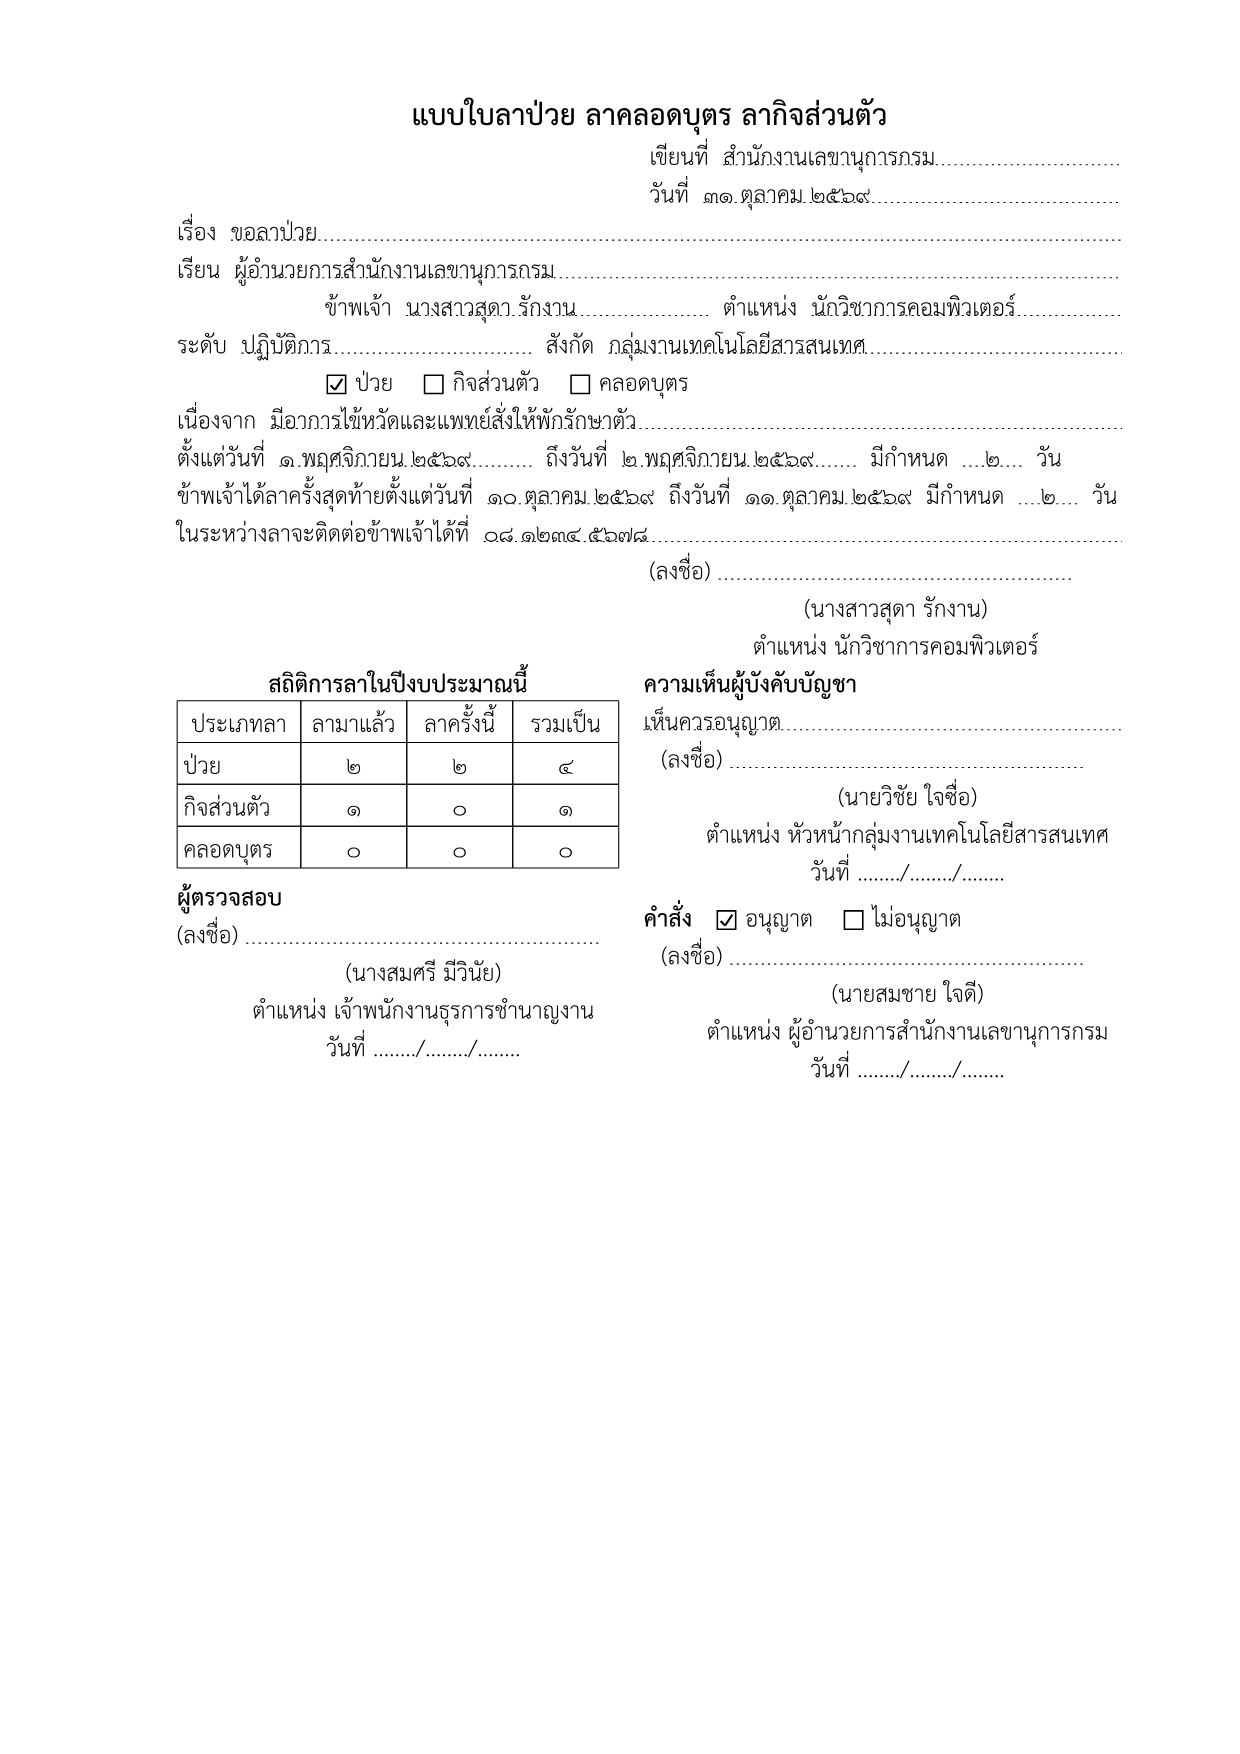 แบบใบลาป่วย ลาคลอดบุตร ลากิจส่วนตัว
เขียนที่ สำนักงานเลขานุการกรม
วันที่ ๓๑ ตุลาคม ๒๕๖๙
เรื่อง ขอลาป่วย
เรียน ผู้อำนวยการสำนักงานเลขานุการกรม
ข้าพเจ้า นางสาวสุดา รักงาน ตำแหน่ง นักวิชาการคอมพิวเตอร์
ระดับ ปฏิบัติการ สังกัด กลุ่มงานเทคโนโลยีสารสนเทศ
☑ ป่วย ☐ กิจส่วนตัว ☐ คลอดบุตร
เนื่องจาก มีอาการไข้หวัดและแพทย์สั่งให้พักรักษาตัว
ตั้งแต่วันที่ ๑ พฤศจิกายน ๒๕๖๙ ถึงวันที่ ๒ พฤศจิกายน ๒๕๖๙ มีกำหนด ๒ วัน
ข้าพเจ้าได้ลาครั้งสุดท้ายตั้งแต่วันที่ ๑๐ ตุลาคม ๒๕๖๙ ถึงวันที่ ๑๑ ตุลาคม ๒๕๖๙ มีกำหนด ๒ วัน
ในระหว่างลาจะติดต่อข้าพเจ้าได้ที่ ๐๘ ๑๒๓๔ ๕๖๗๘
(ลงชื่อ) ........................................................
(นางสาวสุดา รักงาน)
ตำแหน่ง นักวิชาการคอมพิวเตอร์
สถิติการลาในปีงบประมาณนี้
ประเภทลา ลามาแล้ว ลาครั้งนี้ รวมเป็น
ป่วย ๒ ๒ ๔
กิจส่วนตัว ๑ ๐ ๑
คลอดบุตร ๐ ๐ ๐
ผู้ตรวจสอบ
(ลงชื่อ) ........................................................
(นางสมศรี มีวินัย)
ตำแหน่ง เจ้าพนักงานธุรการชำนาญงาน
วันที่ ......../......../........
ความเห็นผู้บังคับบัญชา
เห็นควรอนุญาต
(ลงชื่อ) ........................................................
(นายวิชัย ใจซื่อ)
ตำแหน่ง หัวหน้ากลุ่มงานเทคโนโลยีสารสนเทศ
วันที่ ......../......../........
คำสั่ง ☑ อนุญาต ☐ ไม่อนุญาต
(ลงชื่อ) ........................................................
(นายสมชาย ใจดี)
ตำแหน่ง ผู้อำนวยการสำนักงานเลขานุการกรม
วันที่ ......../......../........